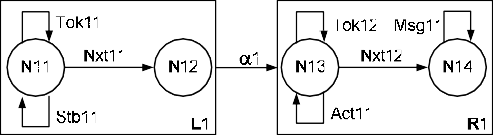 Tok11 Tok12 Msg11
N11 Nxt11 N12 α1 N13 Nxt12 N14
Stb11 L1 Act11 R1